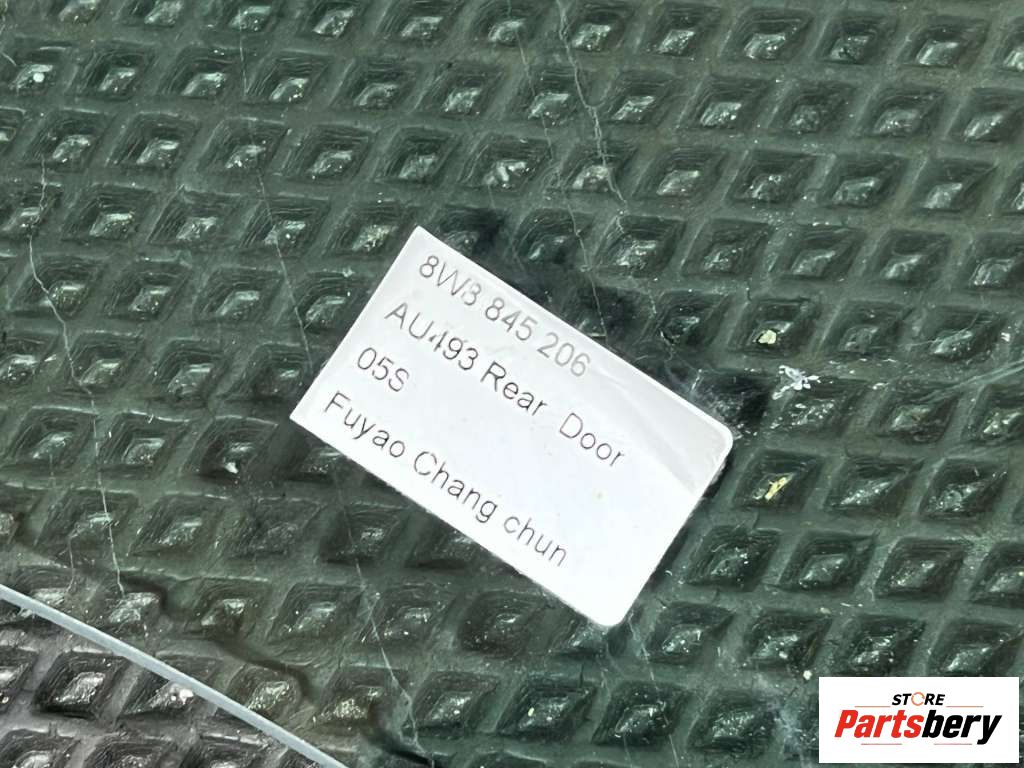 8W8 845 206
AU493 Rear Door
05S
Fuyao Chang chun
STORE
Partsbery